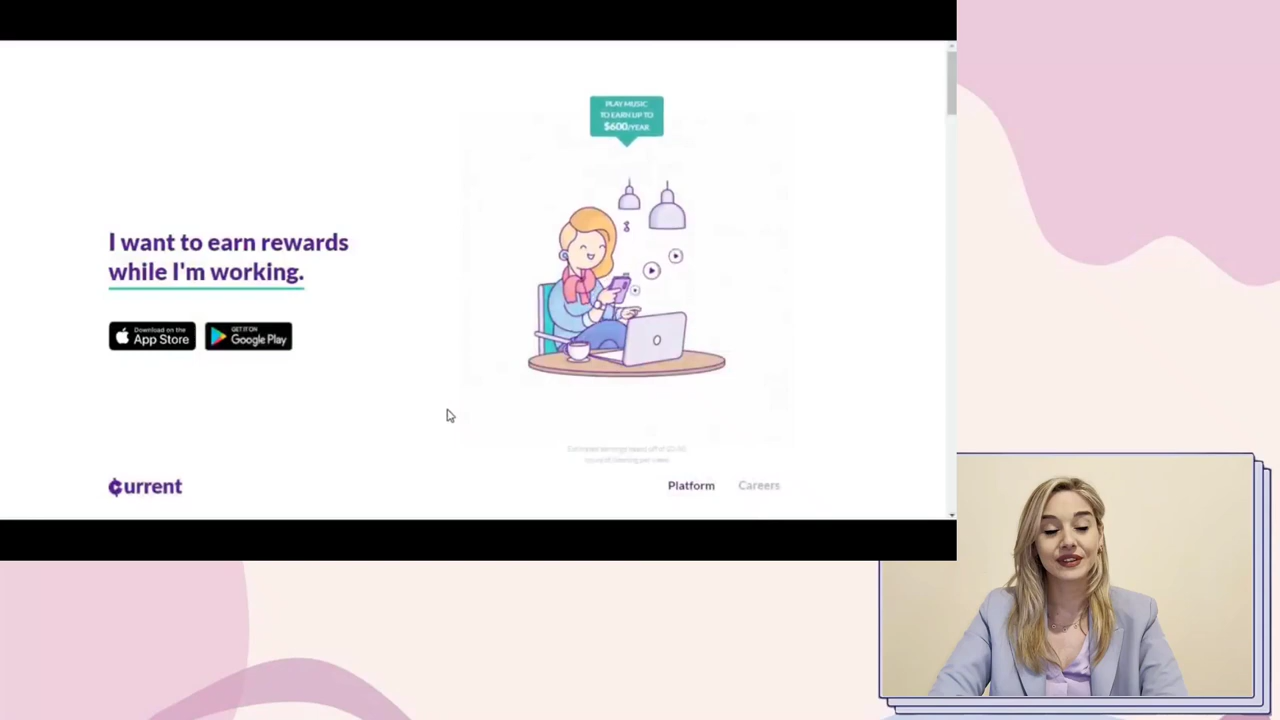 PLAY MUSIC
TO EARN UP TO
$600/YEAR
I want to earn rewards
while I'm working.
Download on the
App Store
GET IT ON
Google Play
Current
Platform
Careers